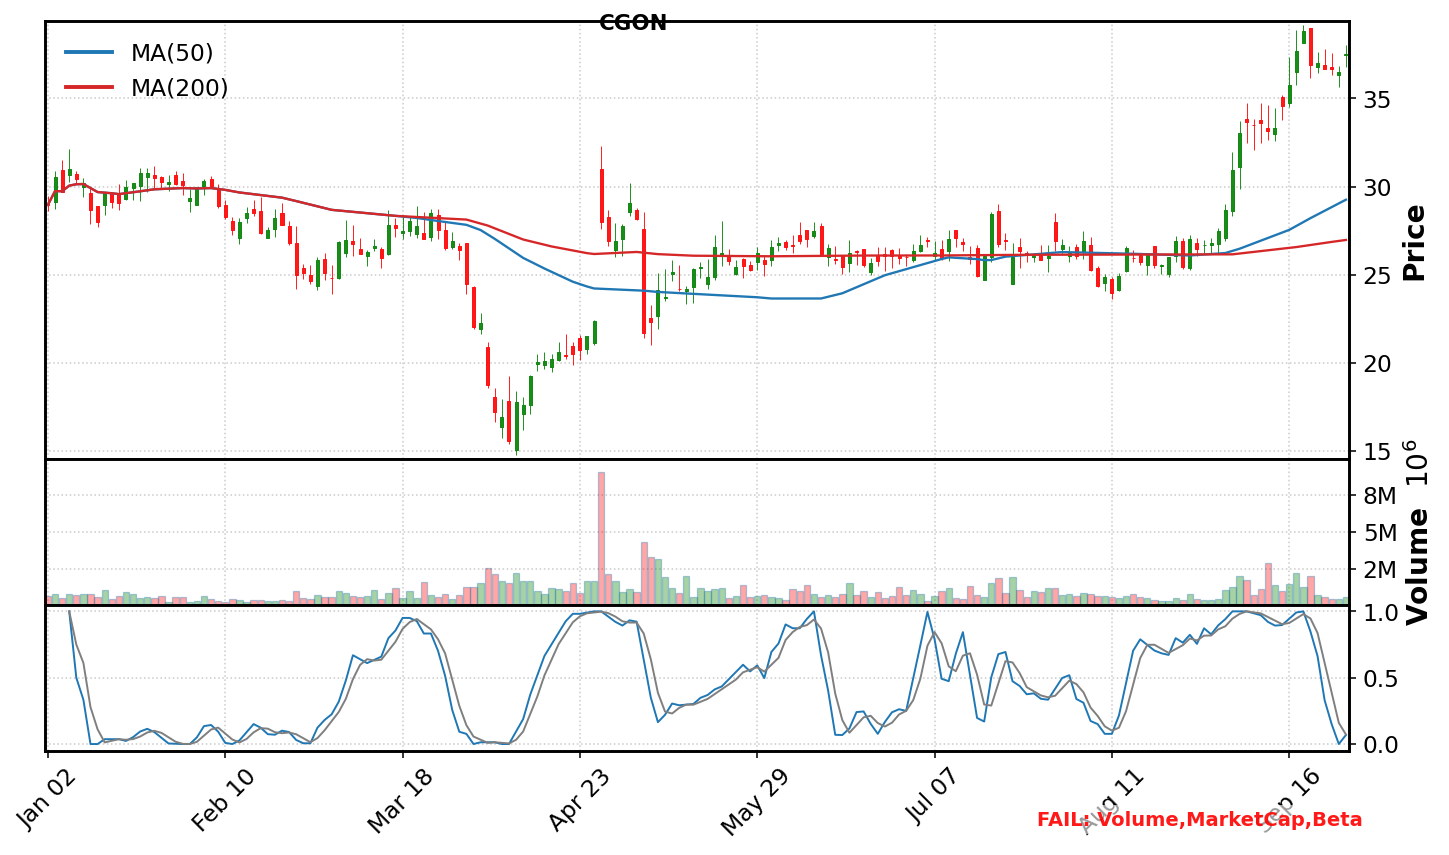 CGON
MA(50)
MA(200)
35
30
25
20
15
Price
8M
5M
2M
Volume 10^6
1.0
0.5
0.0
Jan 02
Feb 10
Mar 18
Apr 23
May 29
Jul 07
Aug 11
Sep 16
FAIL: Volume,MarketCap,Beta